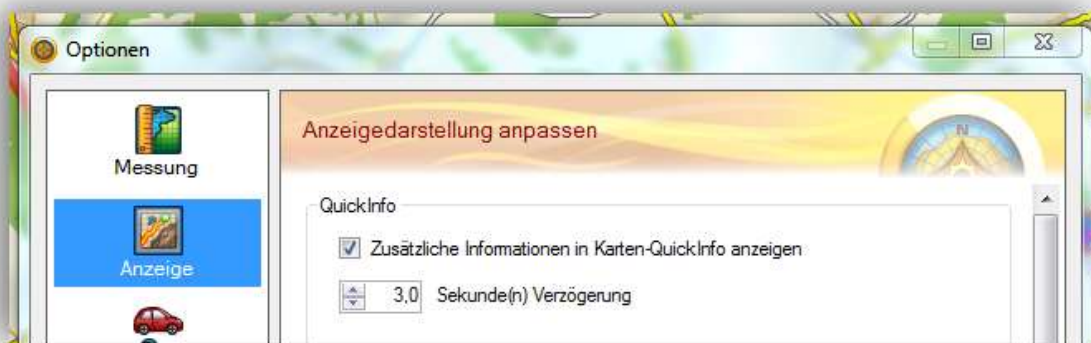 Optionen
Messung
Anzeige
Anzeigedarstellung anpassen
N
QuickInfo
Zusätzliche Informationen in Karten-QuickInfo anzeigen
3,0 Sekunde(n) Verzögerung